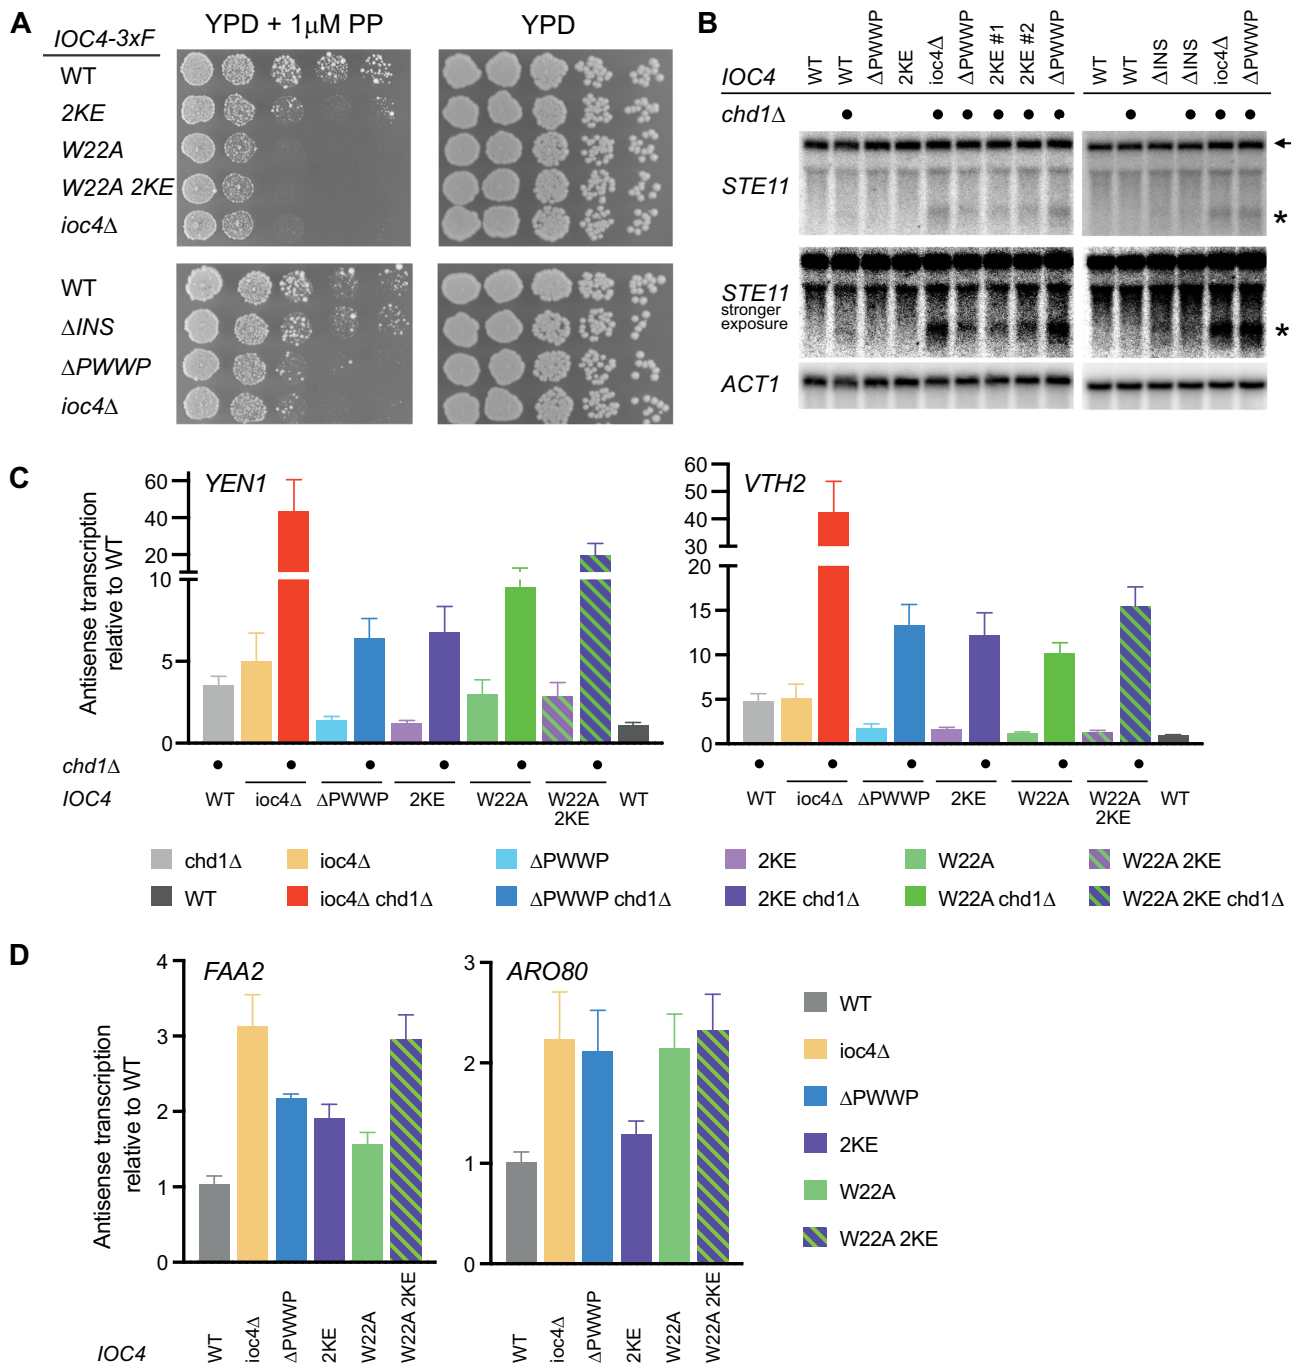 A
YPD + 1µM PP
YPD
IOC4-3xF
WT
2KE
W22A
W22A 2KE
ioc4Δ
WT
ΔINS
ΔPWWP
ioc4Δ
B
IOC4
WT
WT
ΔPWWP
2KE
ioc4Δ
ΔPWWP
2KE #1
2KE #2
ΔPWWP
WT
WT
ΔINS
ΔINS
ioc4Δ
ΔPWWP
chd1Δ ● ● ● ● ● ● ● ● ● ●
STE11
*
STE11
stronger
exposure
*
ACT1
C
Antisense transcription
relative to WT
YEN1
60
40
20
10
5
0
VTH2
60
50
40
30
20
15
10
5
0
chd1Δ ● ● ● ● ● ● ● ● ● ● ● ●
IOC4 WT ioc4Δ ΔPWWP 2KE W22A W22A 2KE WT
WT ioc4Δ ΔPWWP 2KE W22A W22A 2KE WT
chd1Δ ioc4Δ ΔPWWP 2KE W22A W22A 2KE
WT ioc4Δ chd1Δ ΔPWWP chd1Δ 2KE chd1Δ W22A chd1Δ W22A 2KE chd1Δ
D
Antisense transcription
relative to WT
FAA2
4
3
2
1
0
ARO80
3
2
1
0
WT
ioc4Δ
ΔPWWP
2KE
W22A
W22A 2KE
IOC4
WT
ioc4Δ
ΔPWWP
2KE
W22A
W22A 2KE
WT
ioc4Δ
ΔPWWP
2KE
W22A
W22A 2KE